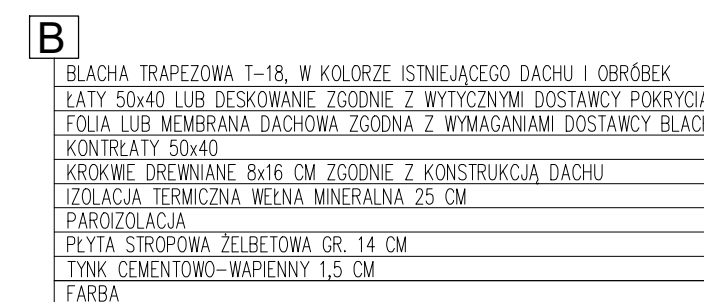 B
BLACHA TRAPEZOWA T-18, W KOLORZE ISTNIEJĄCEGO DACHU I OBRÓBEK
ŁATY 50x40 LUB DESKOWANIE ZGODNIE Z WYTYCZNYMI DOSTAWCY POKRYCIA
FOLIA LUB MEMBRANA DACHOWA ZGODNA Z WYMAGANIAMI DOSTAWCY
KONTRŁATY 50x40
KROKWIE DREWNIANE 8x16 CM ZGODNIE Z KONSTRUKCJĄ DACHU
IZOLACJA TERMICZNA WEŁNA MINERALNA 25 CM
PAROIZOLACJA
PŁYTA STROPOWA ŻELBETOWA GR. 14 CM
TYNK CEMENTOWO-WAPIENNY 1,5 CM
FARBA